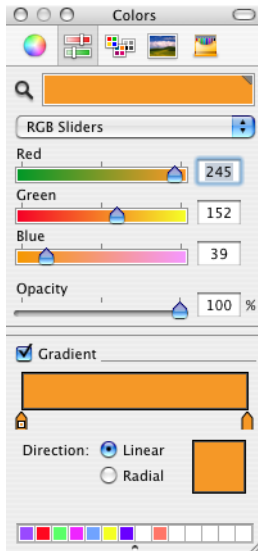 Colors
RGB Sliders
Red
245
Green
152
Blue
39
Opacity
100 %
Gradient
Direction: Linear
Radial